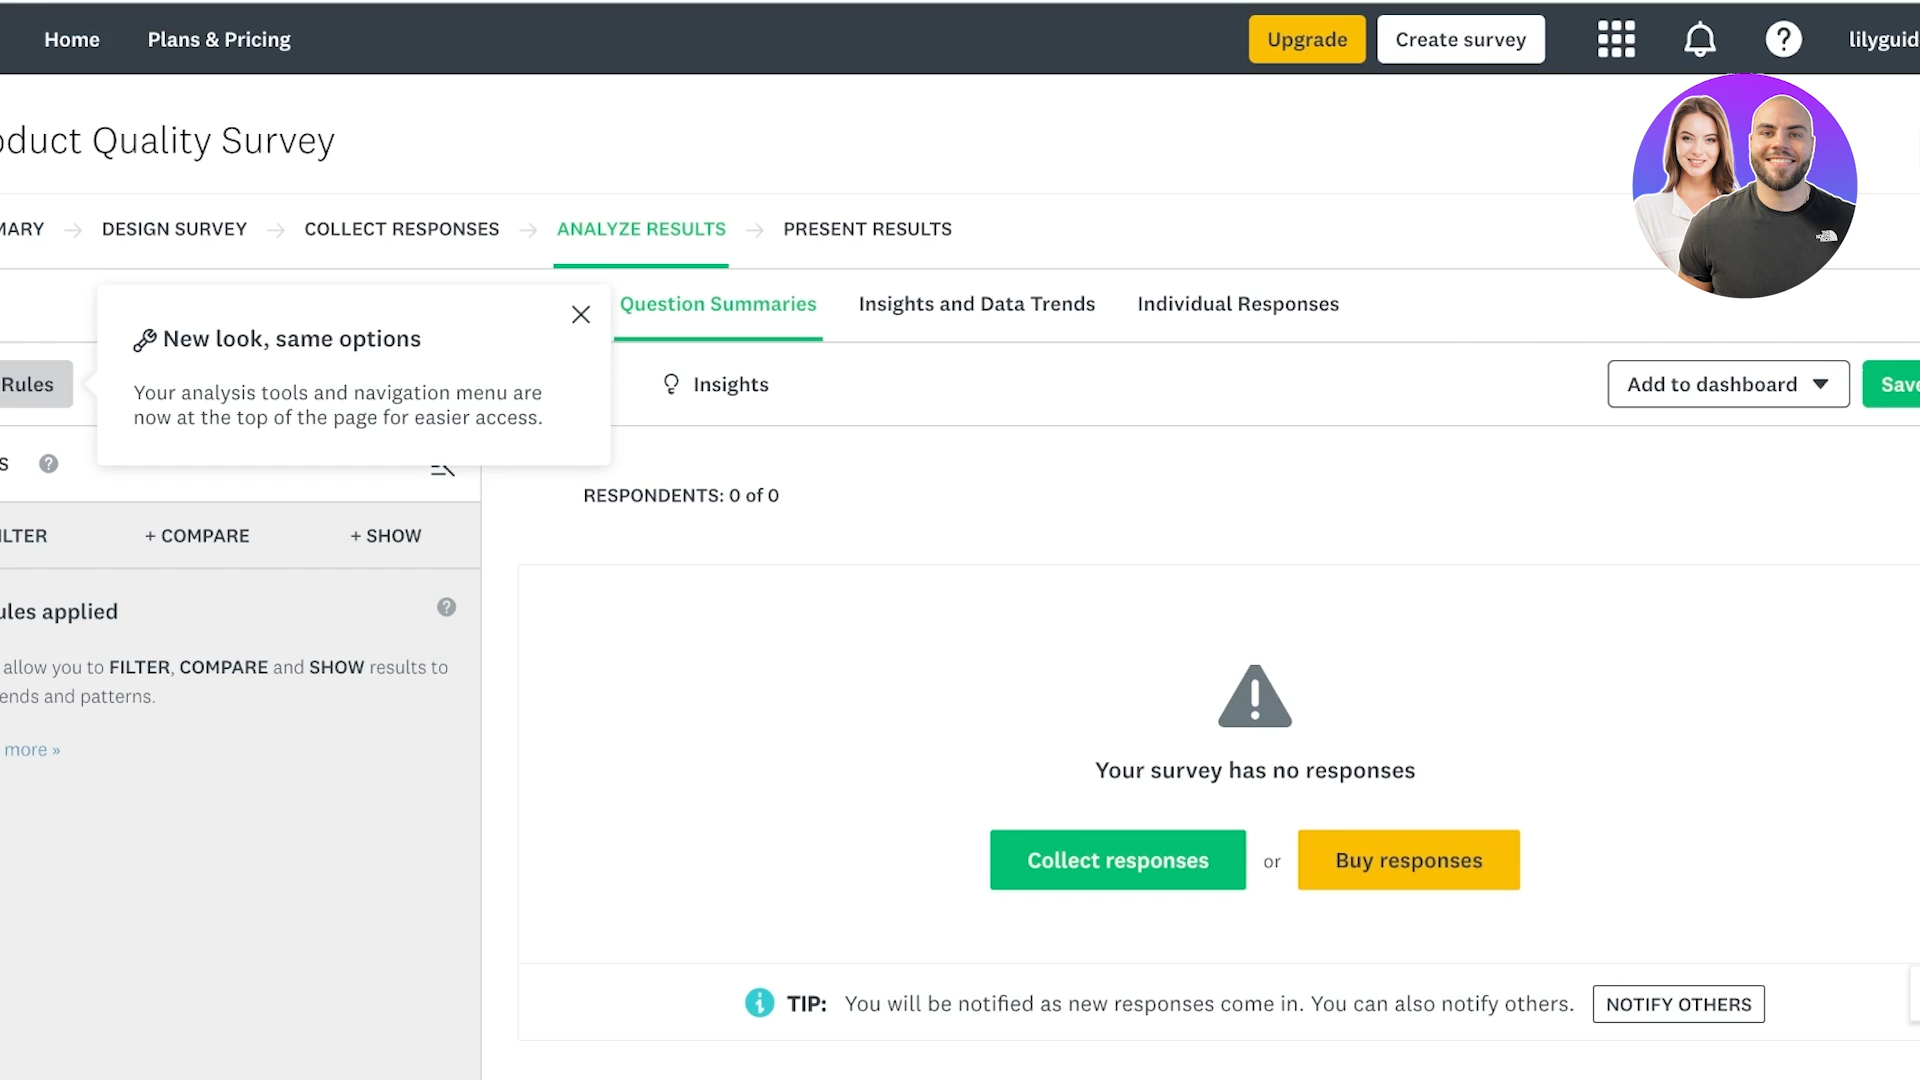 Home Plans & Pricing Upgrade Create survey ? lilyguid
oduct Quality Survey
MARY DESIGN SURVEY COLLECT RESPONSES ANALYZE RESULTS PRESENT RESULTS
Question Summaries Insights and Data Trends Individual Responses
New look, same options
Your analysis tools and navigation menu are
now at the top of the page for easier access.
Rules Insights Add to dashboard Save
S ?
RESPONDENTS: 0 of 0
ILTER + COMPARE + SHOW
ules applied ?
allow you to FILTER, COMPARE and SHOW results to
ends and patterns.
more »
Your survey has no responses
Collect responses or Buy responses
TIP: You will be notified as new responses come in. You can also notify others. NOTIFY OTHERS